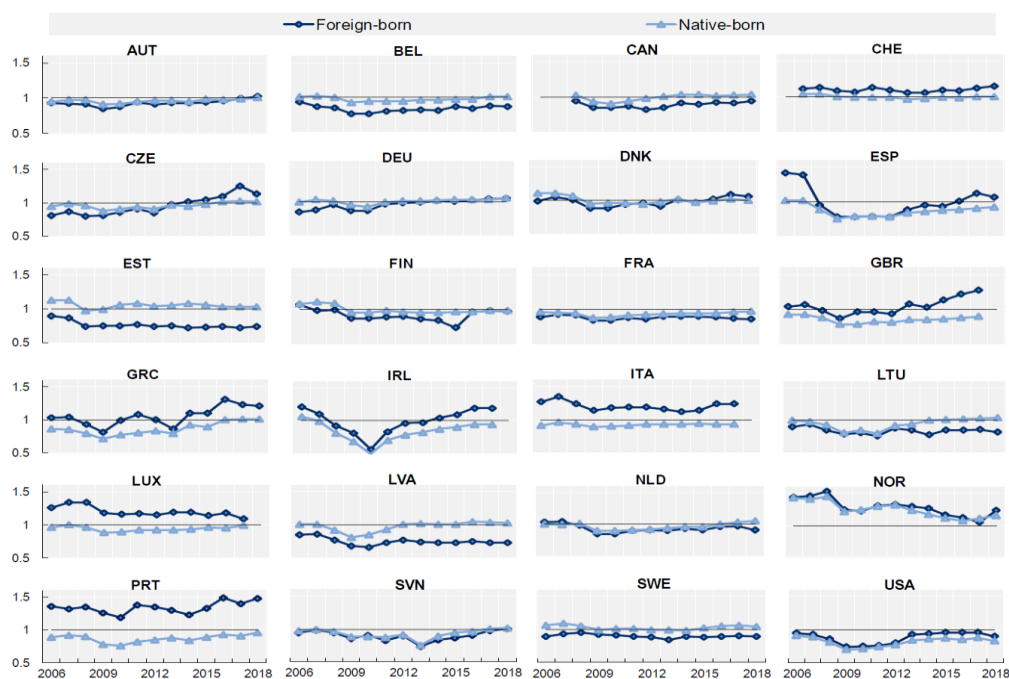 Foreign-born Native-born
AUT BEL CAN CHE
1.5
1
0.5
CZE DEU DNK ESP
1.5
1
0.5
EST FIN FRA GBR
1.5
1
0.5
GRC IRL ITA LTU
1.5
1
0.5
LUX LVA NLD NOR
1.5
1
0.5
PRT SVN SWE USA
1.5
1
0.5
2006 2009 2012 2015 2018 2006 2009 2012 2015 2018 2006 2009 2012 2015 2018 2006 2009 2012 2015 2018